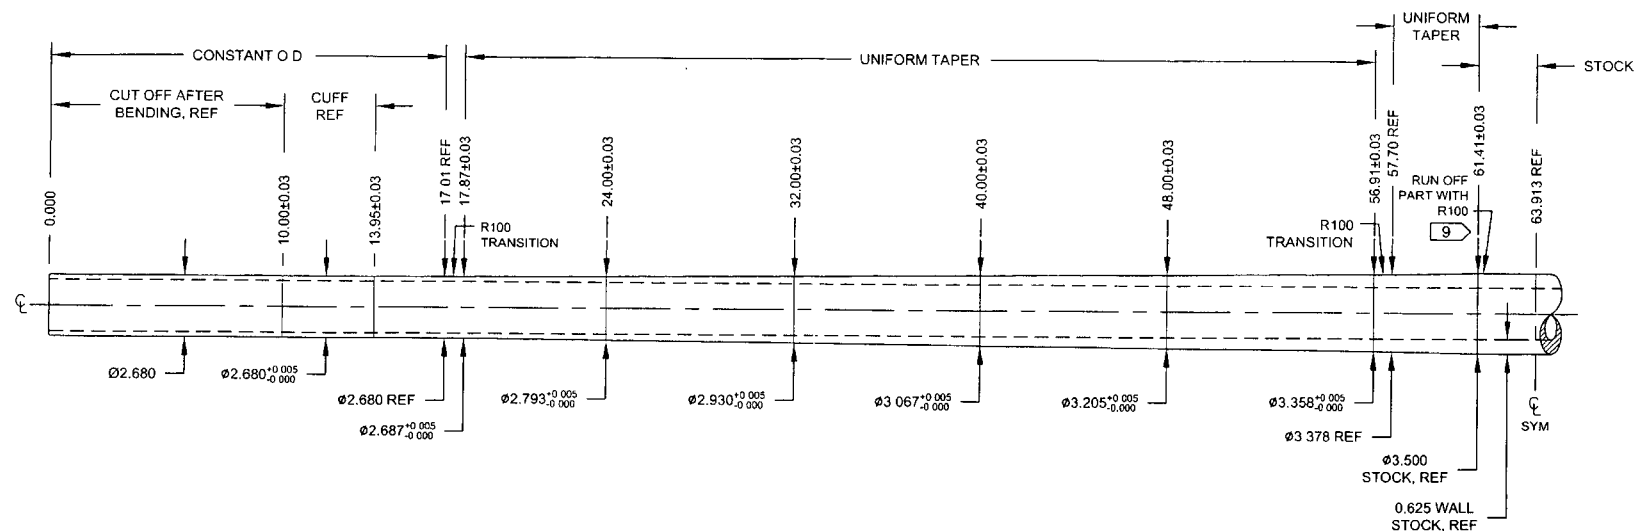 UNIFORM
TAPER
CONSTANT O D
UNIFORM TAPER
STOCK
CUT OFF AFTER
BENDING, REF
CUFF
REF
0.000
10.00±0.03
13.95±0.03
17 01 REF
17.87±0.03
24.00±0.03
32.00±0.03
40.00±0.03
48.00±0.03
56.91±0.03
57.70 REF
61.41±0.03
63.913 REF
R100
TRANSITION
R100
TRANSITION
RUN OFF
PART WITH
R100
9
℄
Ø2.680
Ø2.680+0 005
-0 000
Ø2.680 REF
Ø2.687+0 005
-0 000
Ø2.793+0 005
-0 000
Ø2.930+0 005
-0 000
Ø3 067+0 005
-0 000
Ø3.205+0 005
-0 000
Ø3.358+0 005
-0 000
Ø3 378 REF
Ø3.500
STOCK, REF
0.625 WALL
STOCK, REF
℄
SYM